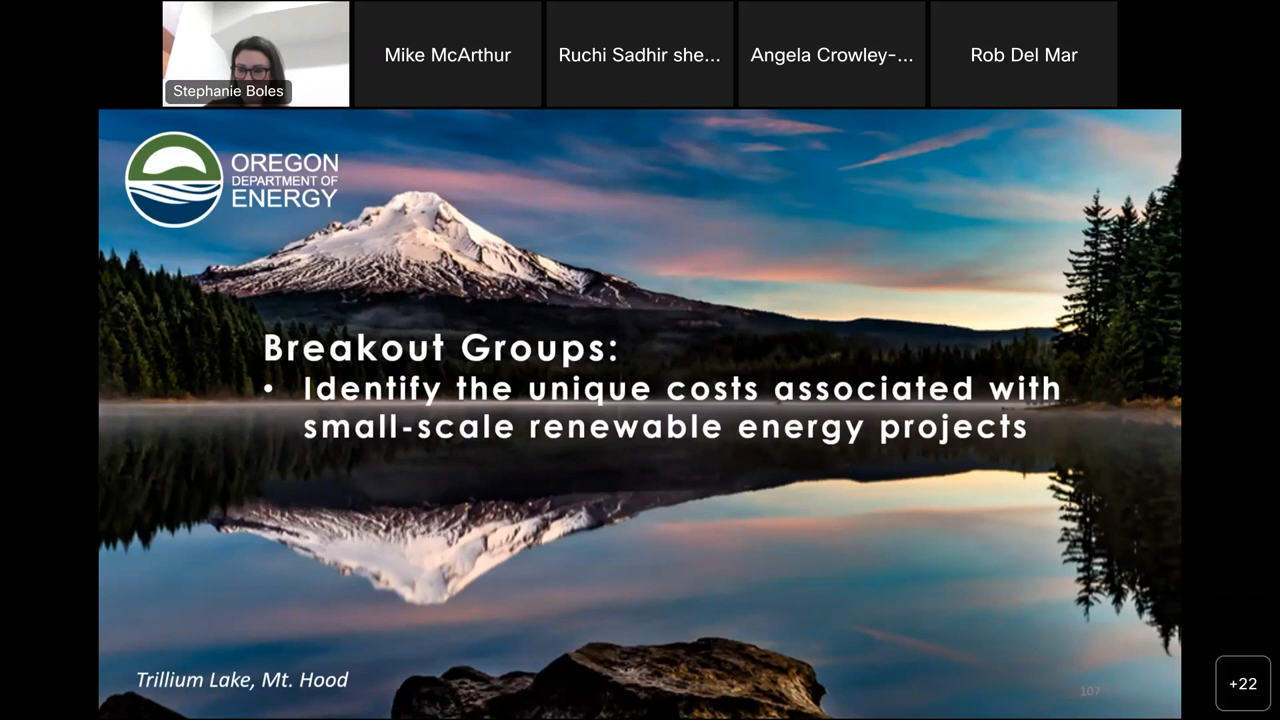 Stephanie Boles
Mike McArthur
Ruchi Sadhir she...
Angela Crowley-...
Rob Del Mar
OREGON
DEPARTMENT OF
ENERGY
Breakout Groups:
• Identify the unique costs associated with
small-scale renewable energy projects
Trillium Lake, Mt. Hood
107
+22